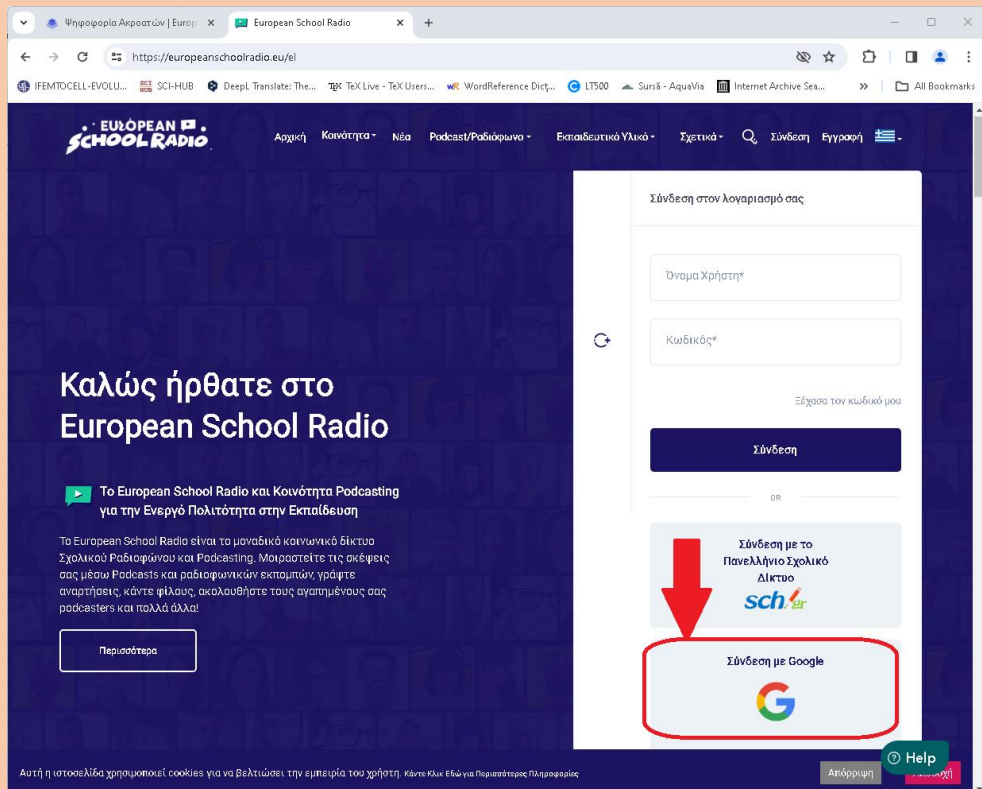 Ψηφοφορία Ακροατών | Europ
European School Radio
https://europeanschoolradio.eu/el
IFEMTOCELL-EVOLU...
SCI-HUB
DeepL Translate: The...
TeX Live - TeX Users...
WordReference Dict...
LT500
Sursă - AquaVia
Internet Archive Sea...
All Bookmarks
EUROPEAN
SCHOOL RADIO
Αρχική
Κοινότητα
Νέα
Podcast/Ραδιόφωνο
Εκπαιδευτικό Υλικό
Σχετικά
Σύνδεση
Εγγραφή
Σύνδεση στον λογαριασμό σας
Όνομα Χρήστη*
Κωδικός*
Ξέχασα τον κωδικό μου
Σύνδεση
OR
Σύνδεση με το
Πανελλήνιο Σχολικό
Δίκτυο
sch.gr
Σύνδεση με Google
Καλώς ήρθατε στο
European School Radio
Το European School Radio και Κοινότητα Podcasting
για την Ενεργό Πολιτότητα στην Εκπαίδευση
Το European School Radio είναι το μοναδικό κοινωνικό δίκτυο
Σχολικού Ραδιοφώνου και Podcasting. Μοιραστείτε τις σκέψεις
σας μέσω Podcasts και ραδιοφωνικών εκπομπών, γράψτε
αναρτήσεις, κάντε φίλους, ακολουθήστε τους αγαπημένους σας
podcasters και πολλά άλλα!
Περισσότερα
Αυτή η ιστοσελίδα χρησιμοποιεί cookies για να βελτιώσει την εμπειρία του χρήστη. Κάντε Κλικ Εδώ για Περισσότερες Πληροφορίες
Απόρριψη
Help